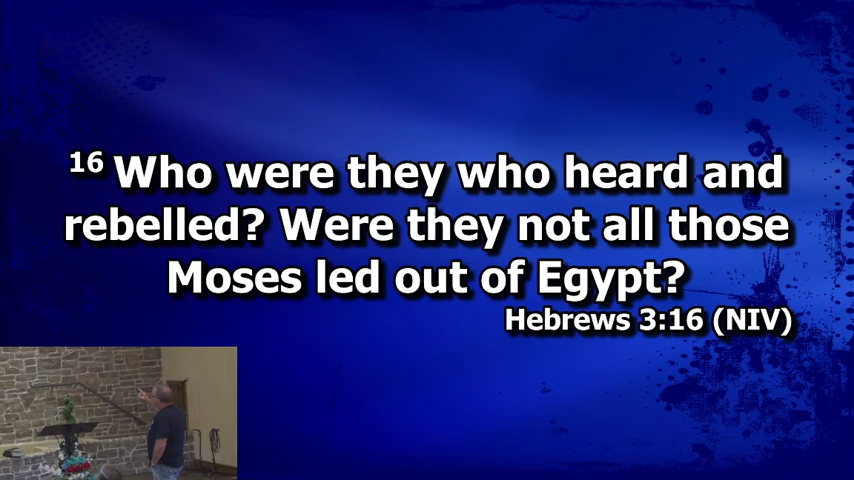 16 Who were they who heard and
rebelled? Were they not all those
Moses led out of Egypt?
Hebrews 3:16 (NIV)